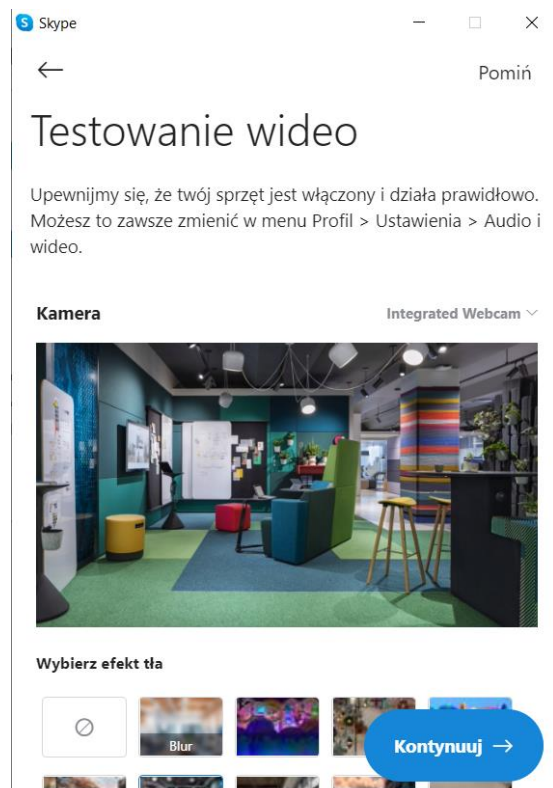 Skype
Pomiń
Testowanie wideo
Upewnijmy się, że twój sprzęt jest włączony i działa prawidłowo.
Możesz to zawsze zmienić w menu Profil > Ustawienia > Audio i
wideo.
Kamera Integrated Webcam
Wybierz efekt tła
Blur
Kontynuuj →